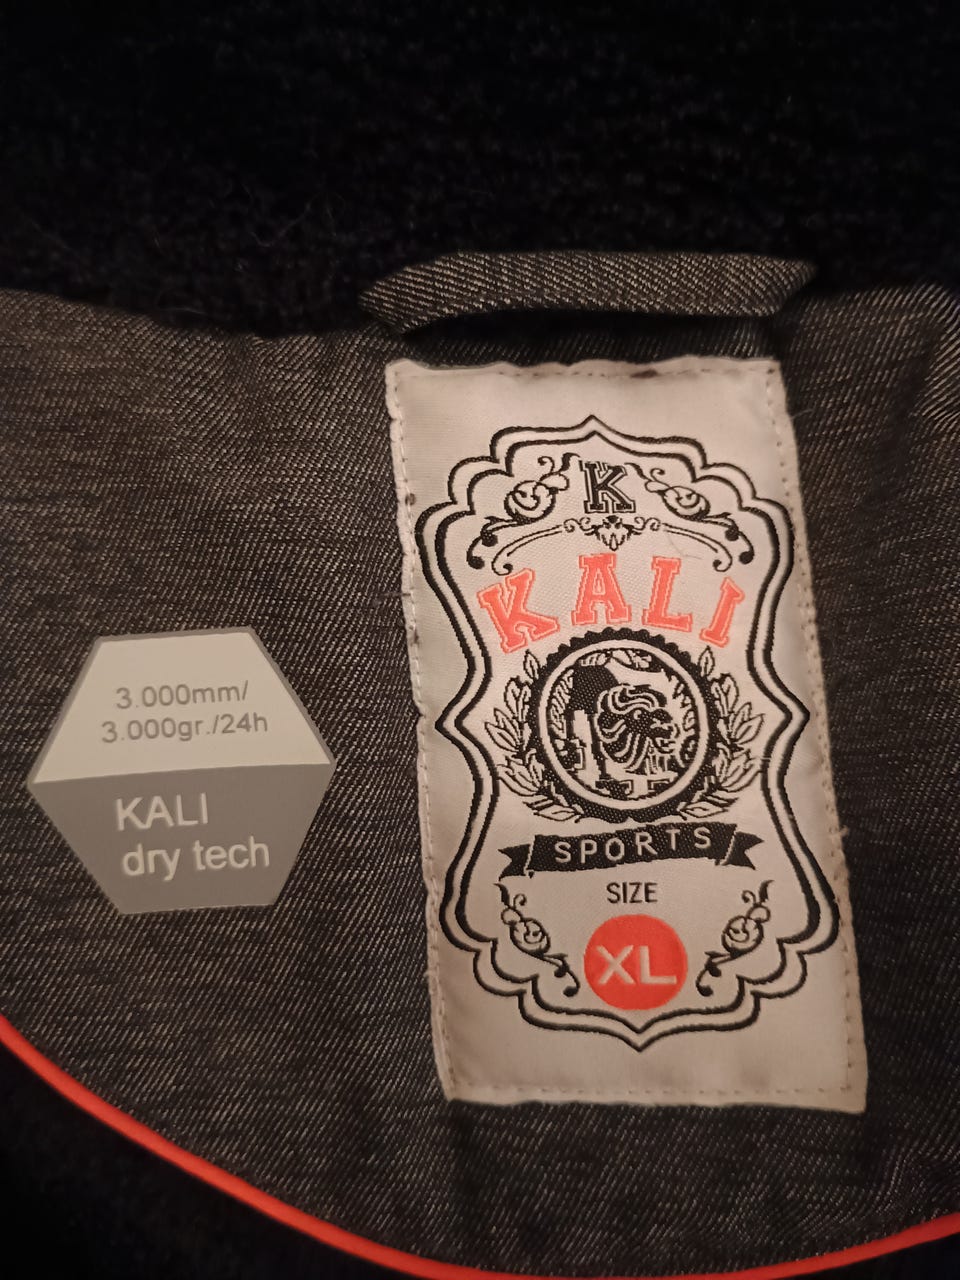 3.000mm/
3.000gr./24h
KALI
dry tech
K
KALI
SPORTS
SIZE
XL